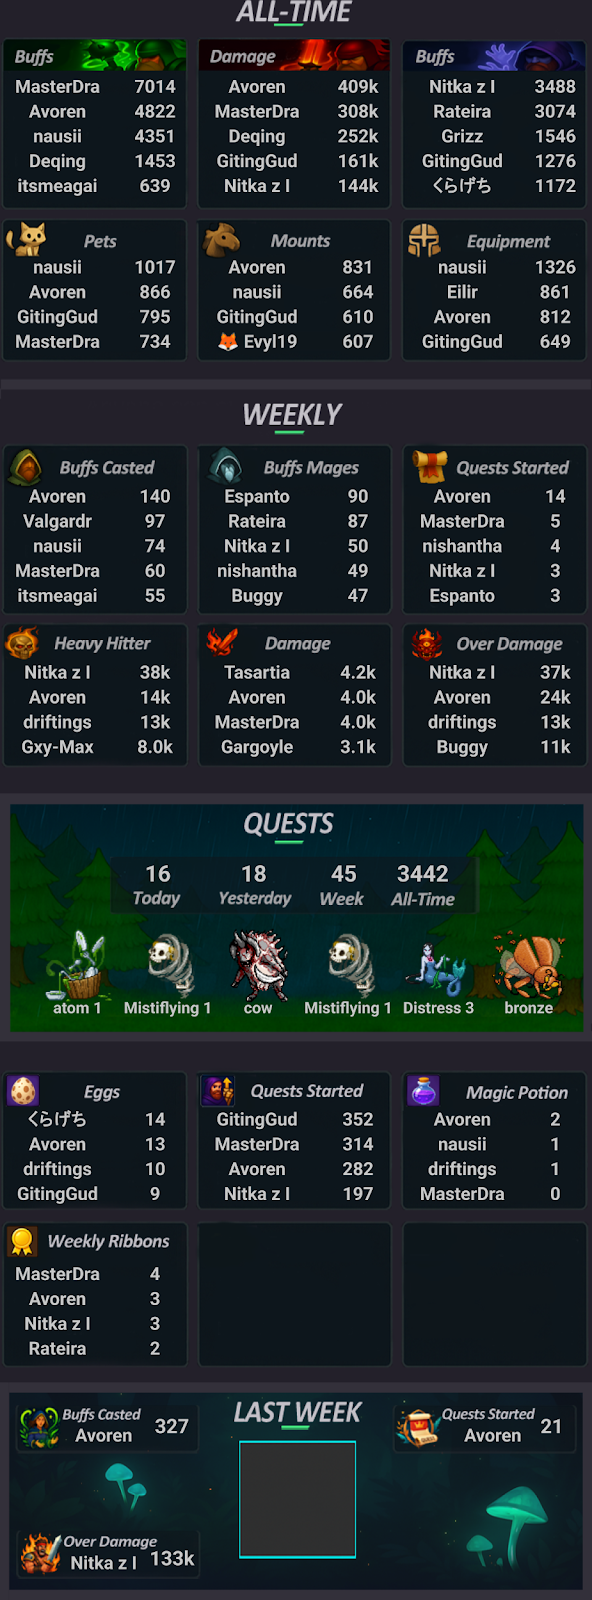 ALL-TIME
Buffs Damage Buffs
MasterDra 7014 Avoren 409k Nitka z I 3488
Avoren 4822 MasterDra 308k Rateira 3074
nausii 4351 Deqing 252k Grizz 1546
Deqing 1453 GitingGud 161k GitingGud 1276
itsmeagai 639 Nitka z I 144k くらげち 1172
Pets Mounts Equipment
nausii 1017 Avoren 831 nausii 1326
Avoren 866 nausii 664 Eilir 861
GitingGud 795 GitingGud 610 Avoren 812
MasterDra 734 🦊 Evyl19 607 GitingGud 649
WEEKLY
Buffs Casted Buffs Mages Quests Started
Avoren 140 Espanto 90 Avoren 14
Valgardr 97 Rateira 87 MasterDra 5
nausii 74 Nitka z I 50 nishantha 4
MasterDra 60 nishantha 49 Nitka z I 3
itsmeagai 55 Buggy 47 Espanto 3
Heavy Hitter Damage Over Damage
Nitka z I 38k Tasartia 4.2k Nitka z I 37k
Avoren 14k Avoren 4.0k Avoren 24k
driftings 13k MasterDra 4.0k driftings 13k
Gxy-Max 8.0k Gargoyle 3.1k Buggy 11k
QUESTS
16 18 45 3442
Today Yesterday Week All-Time
atom 1 Mistiflying 1 cow Mistiflying 1 Distress 3 bronze
Eggs Quests Started Magic Potion
くらげち 14 GitingGud 352 Avoren 2
Avoren 13 MasterDra 314 nausii 1
driftings 10 Avoren 282 driftings 1
GitingGud 9 Nitka z I 197 MasterDra 0
Weekly Ribbons
MasterDra 4
Avoren 3
Nitka z I 3
Rateira 2
LAST WEEK
Buffs Casted
Avoren 327
Quests Started
Avoren 21
Over Damage
Nitka z I 133k